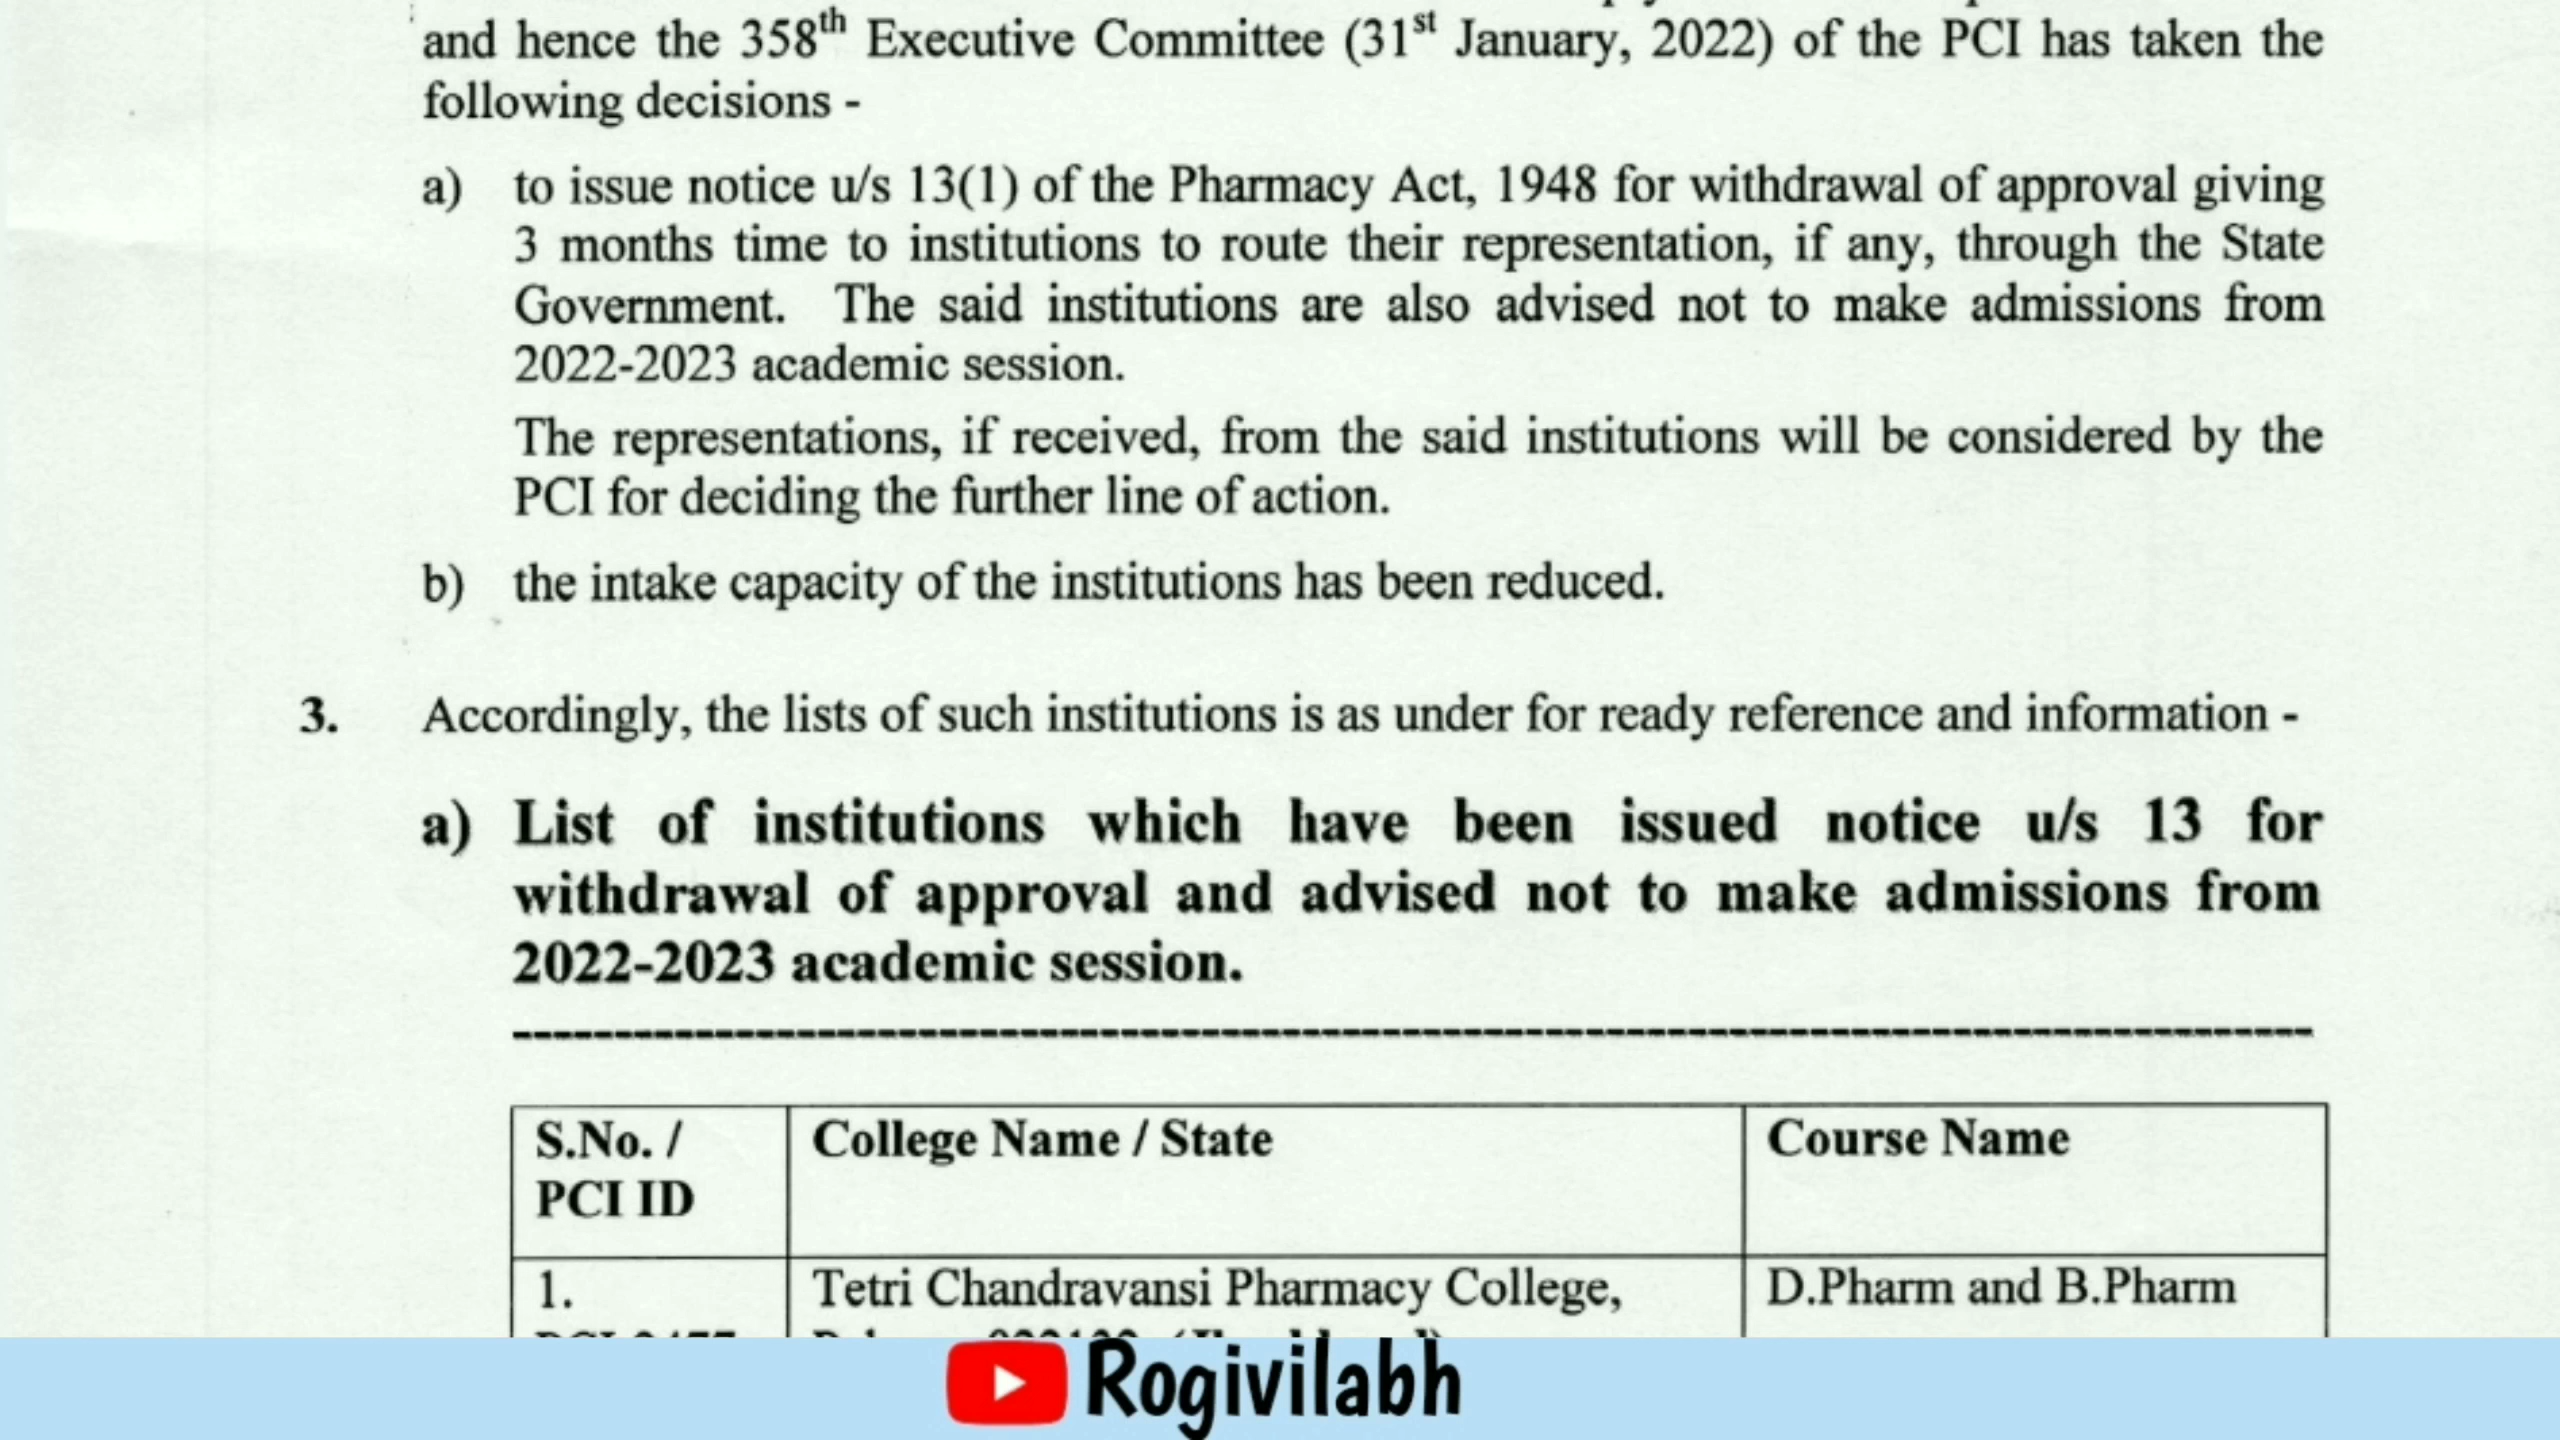 and hence the 358th Executive Committee (31st January, 2022) of the PCI has taken the
following decisions -
a) to issue notice u/s 13(1) of the Pharmacy Act, 1948 for withdrawal of approval giving
3 months time to institutions to route their representation, if any, through the State
Government. The said institutions are also advised not to make admissions from
2022-2023 academic session.
The representations, if received, from the said institutions will be considered by the
PCI for deciding the further line of action.
b) the intake capacity of the institutions has been reduced.
3. Accordingly, the lists of such institutions is as under for ready reference and information -
a) List of institutions which have been issued notice u/s 13 for
withdrawal of approval and advised not to make admissions from
2022-2023 academic session.
S.No. / College Name / State Course Name
PCI ID
1. Tetri Chandravansi Pharmacy College, D.Pharm and B.Pharm
Rogivilabh